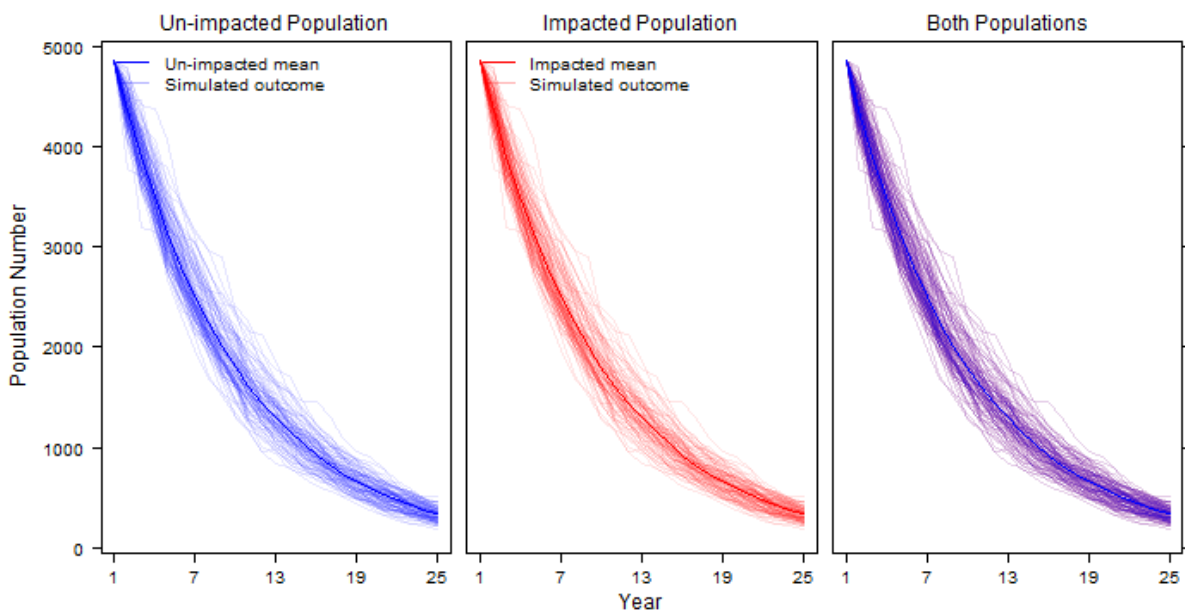 Un-impacted Population
Impacted Population
Both Populations
Population Number
5000
4000
3000
2000
1000
0
Un-impacted mean
Simulated outcome
Impacted mean
Simulated outcome
1 7 13 19 25
1 7 13 19 25
1 7 13 19 25
Year